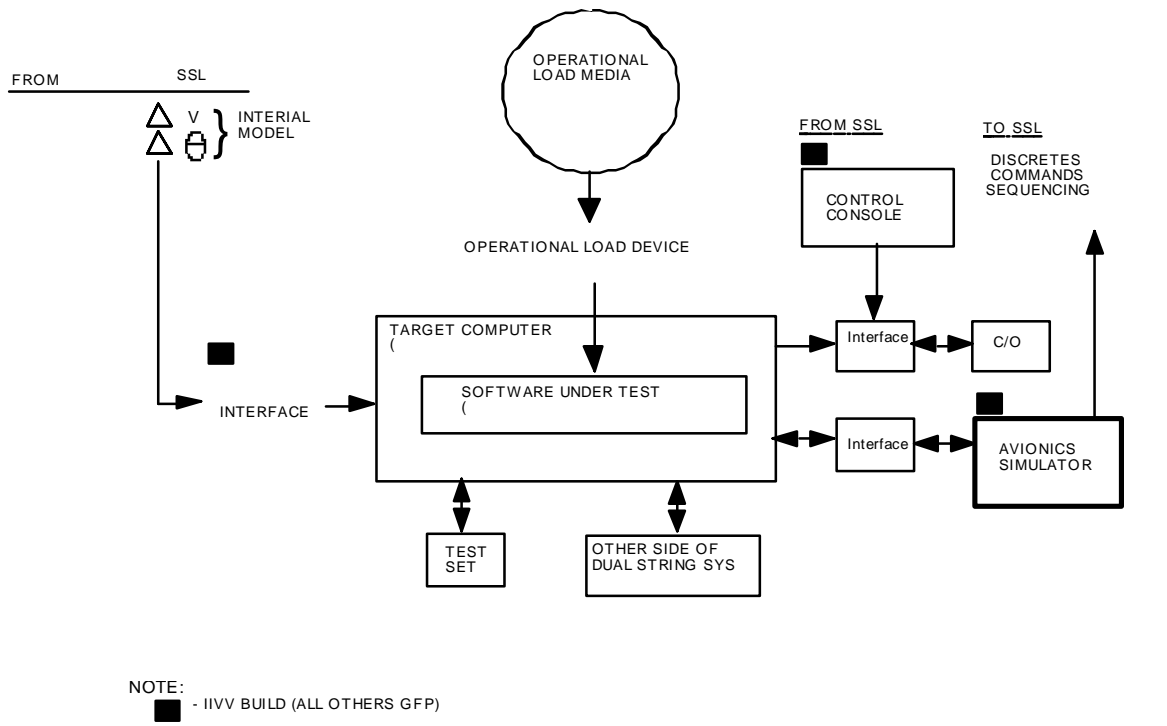 FROM SSL
V
INTERIAL
MODEL
OPERATIONAL
LOAD MEDIA
FROM SSL
TO SSL
DISCRETES
COMMANDS
SEQUENCING
CONTROL
CONSOLE
OPERATIONAL LOAD DEVICE
TARGET COMPUTER
(
Interface
C/O
SOFTWARE UNDER TEST
(
INTERFACE
Interface
AVIONICS
SIMULATOR
TEST
SET
OTHER SIDE OF
DUAL STRING SYS
NOTE:
- IIVV BUILD (ALL OTHERS GFP)